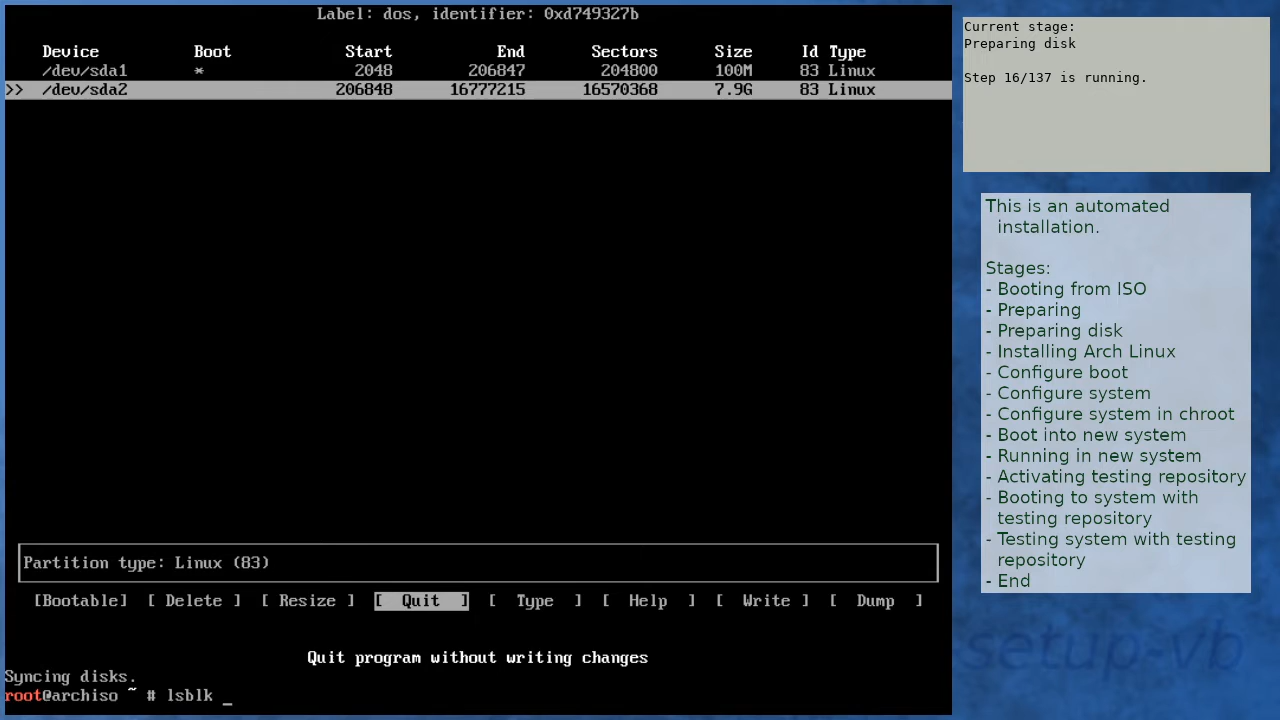 Label: dos, identifier: 0xd749327b
Device Boot Start End Sectors Size Id Type
/dev/sda1 * 2048 206847 204800 100M 83 Linux
>> /dev/sda2 206848 16777215 16570368 7.9G 83 Linux
Partition type: Linux (83)
[Bootable] [ Delete ] [ Resize ] [ Quit ] [ Type ] [ Help ] [ Write ] [ Dump ]
Quit program without writing changes
Syncing disks.
root@archiso ~ # lsblk _
Current stage:
Preparing disk
Step 16/137 is running.
This is an automated
installation.
Stages:
- Booting from ISO
- Preparing
- Preparing disk
- Installing Arch Linux
- Configure boot
- Configure system
- Configure system in chroot
- Boot into new system
- Running in new system
- Activating testing repository
- Booting to system with
testing repository
- Testing system with testing
repository
- End
setup-vb